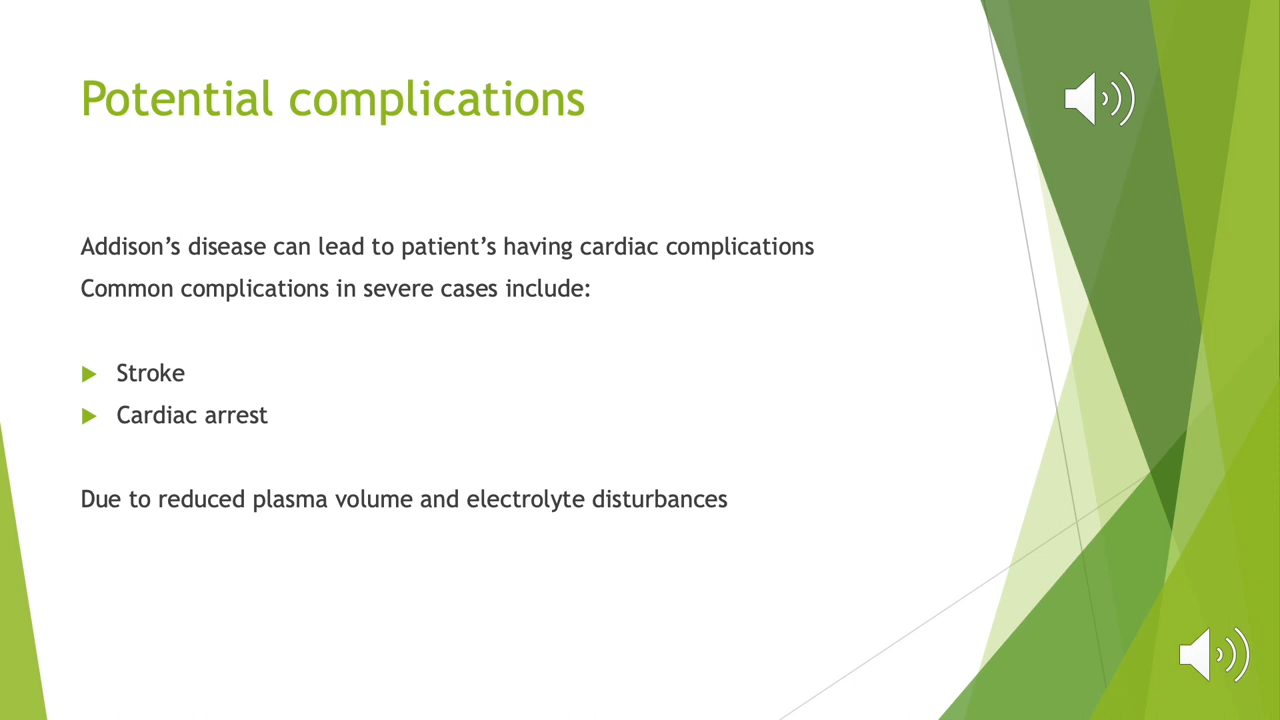 Potential complications
Addison’s disease can lead to patient’s having cardiac complications
Common complications in severe cases include:
Stroke
Cardiac arrest
Due to reduced plasma volume and electrolyte disturbances